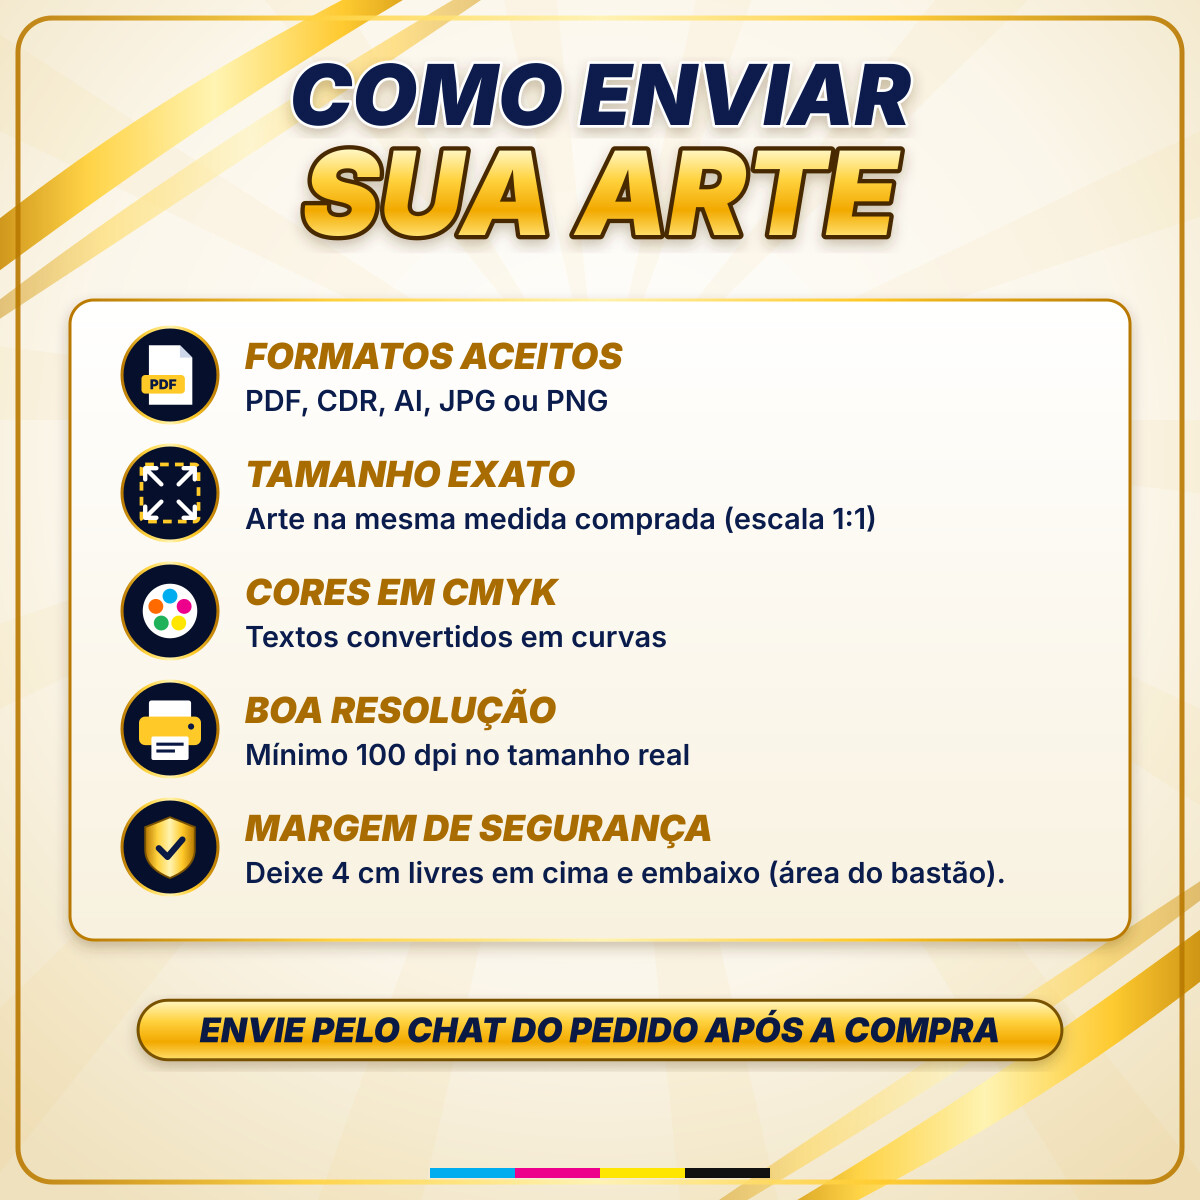 COMO ENVIAR
SUA ARTE
PDF
FORMATOS ACEITOS
PDF, CDR, AI, JPG ou PNG
TAMANHO EXATO
Arte na mesma medida comprada (escala 1:1)
CORES EM CMYK
Textos convertidos em curvas
BOA RESOLUÇÃO
Mínimo 100 dpi no tamanho real
MARGEM DE SEGURANÇA
Deixe 4 cm livres em cima e embaixo (área do bastão).
ENVIE PELO CHAT DO PEDIDO APÓS A COMPRA